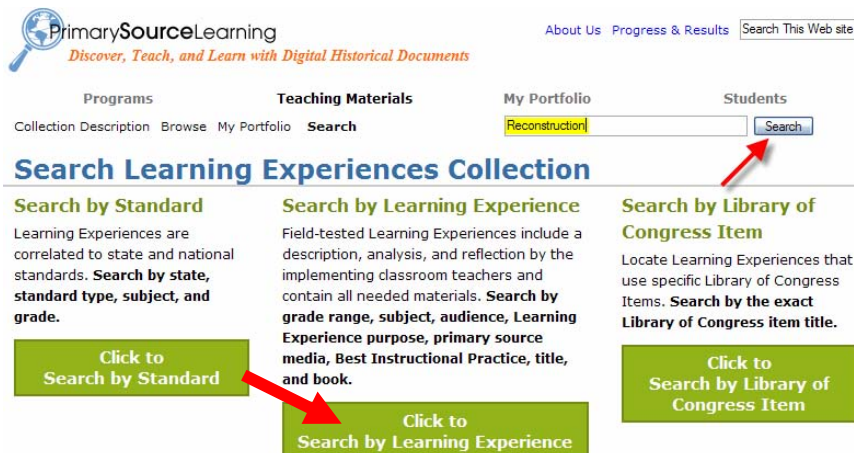 PrimarySourceLearning
Discover, Teach, and Learn with Digital Historical Documents
About Us Progress & Results Search This Web site
Programs Teaching Materials My Portfolio Students
Collection Description Browse My Portfolio Search Reconstruction Search
Search Learning Experiences Collection
Search by Standard
Learning Experiences are
correlated to state and national
standards. Search by state,
standard type, subject, and
grade.
Click to
Search by Standard
Search by Learning Experience
Field-tested Learning Experiences include a
description, analysis, and reflection by the
implementing classroom teachers and
contain all needed materials. Search by
grade range, subject, audience, Learning
Experience purpose, primary source
media, Best Instructional Practice, title,
and book.
Click to
Search by Learning Experience
Search by Library of
Congress Item
Locate Learning Experiences that
use specific Library of Congress
Items. Search by the exact
Library of Congress item title.
Click to
Search by Library of
Congress Item